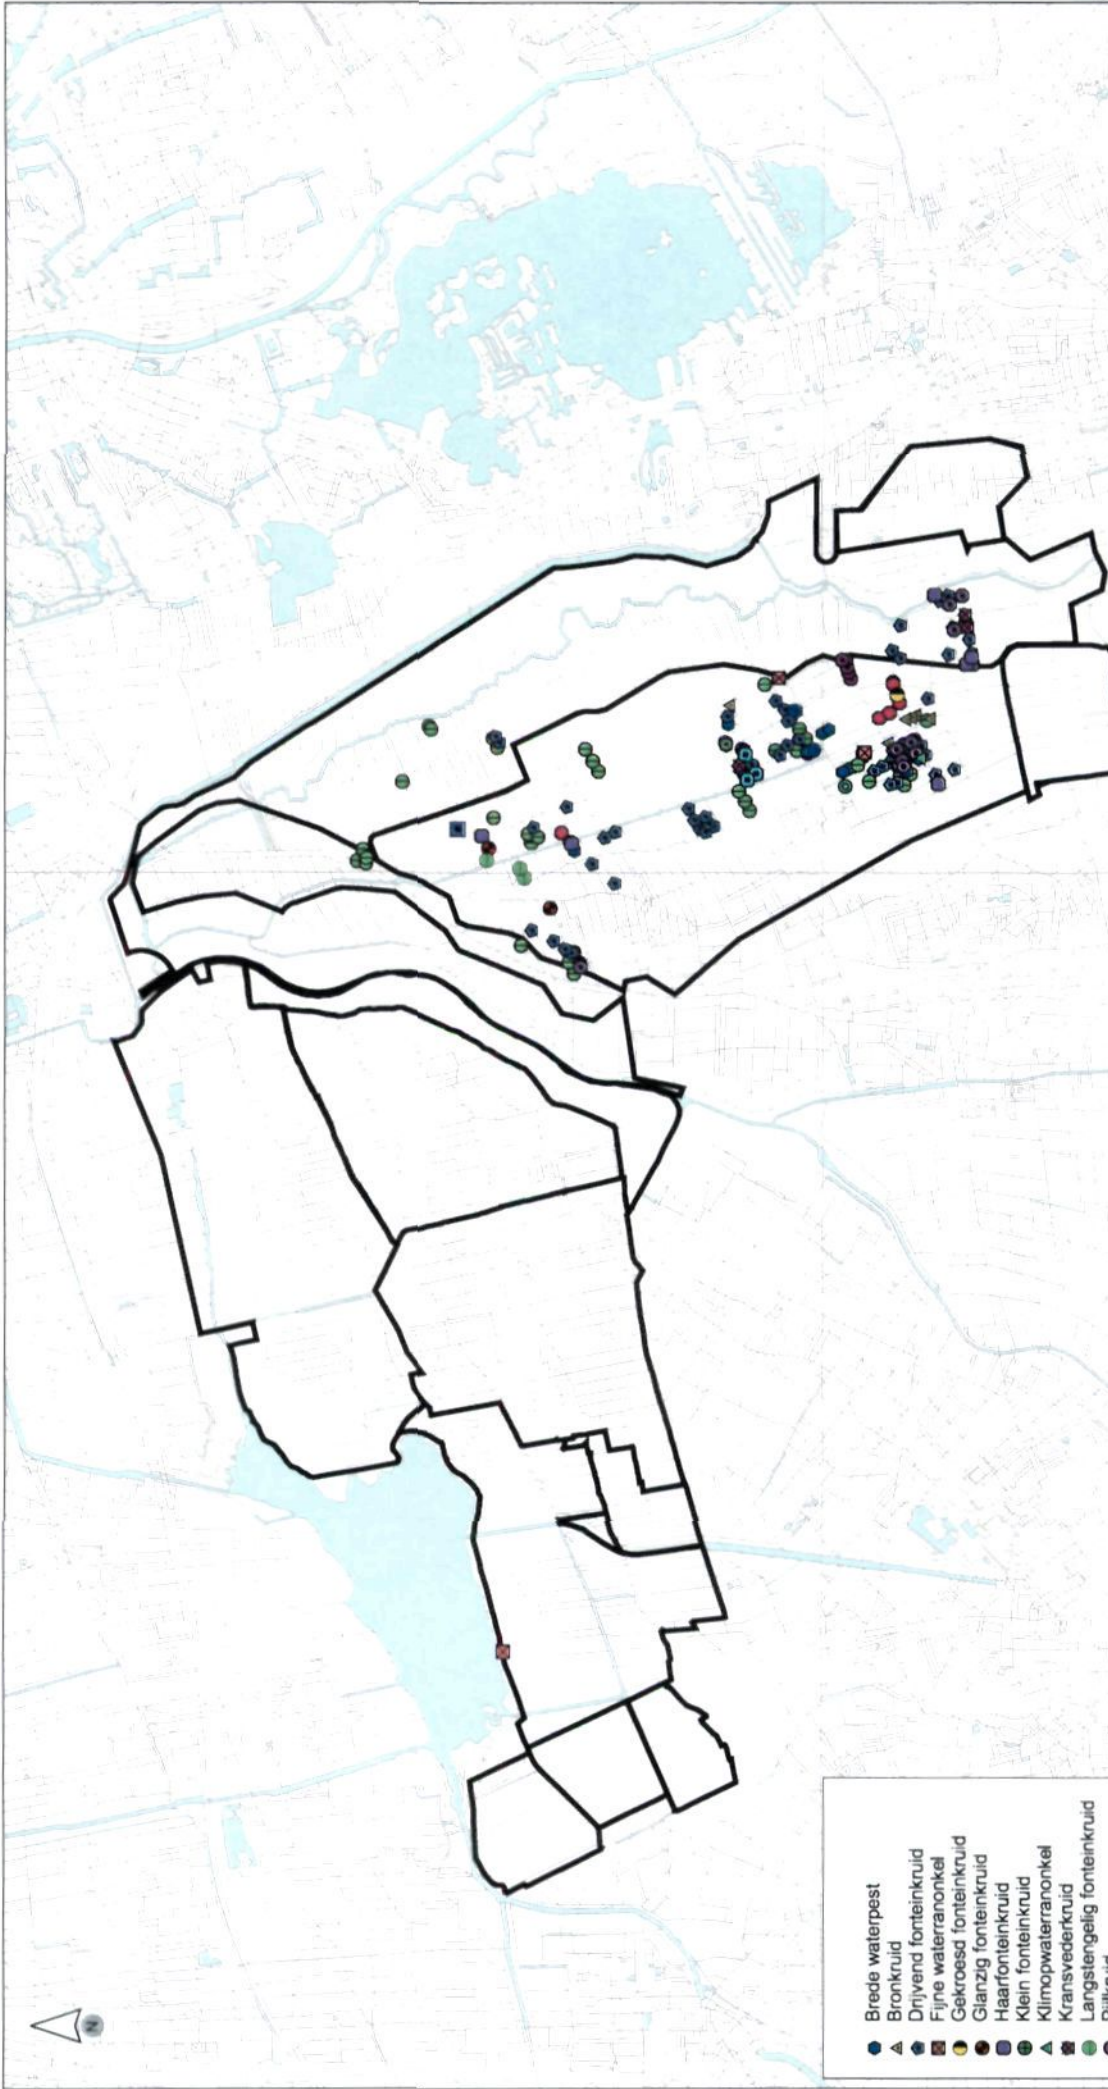 N
Brede waterpest
Bronkruid
Drijvend fonteinkruid
Fijne waterranonkel
Gekroesd fonteinkruid
Glanzig fonteinkruid
Haarfonteinkruid
Klein fonteinkruid
Klimopwaterranonkel
Kransvederkruid
Langstengelig fonteinkruid